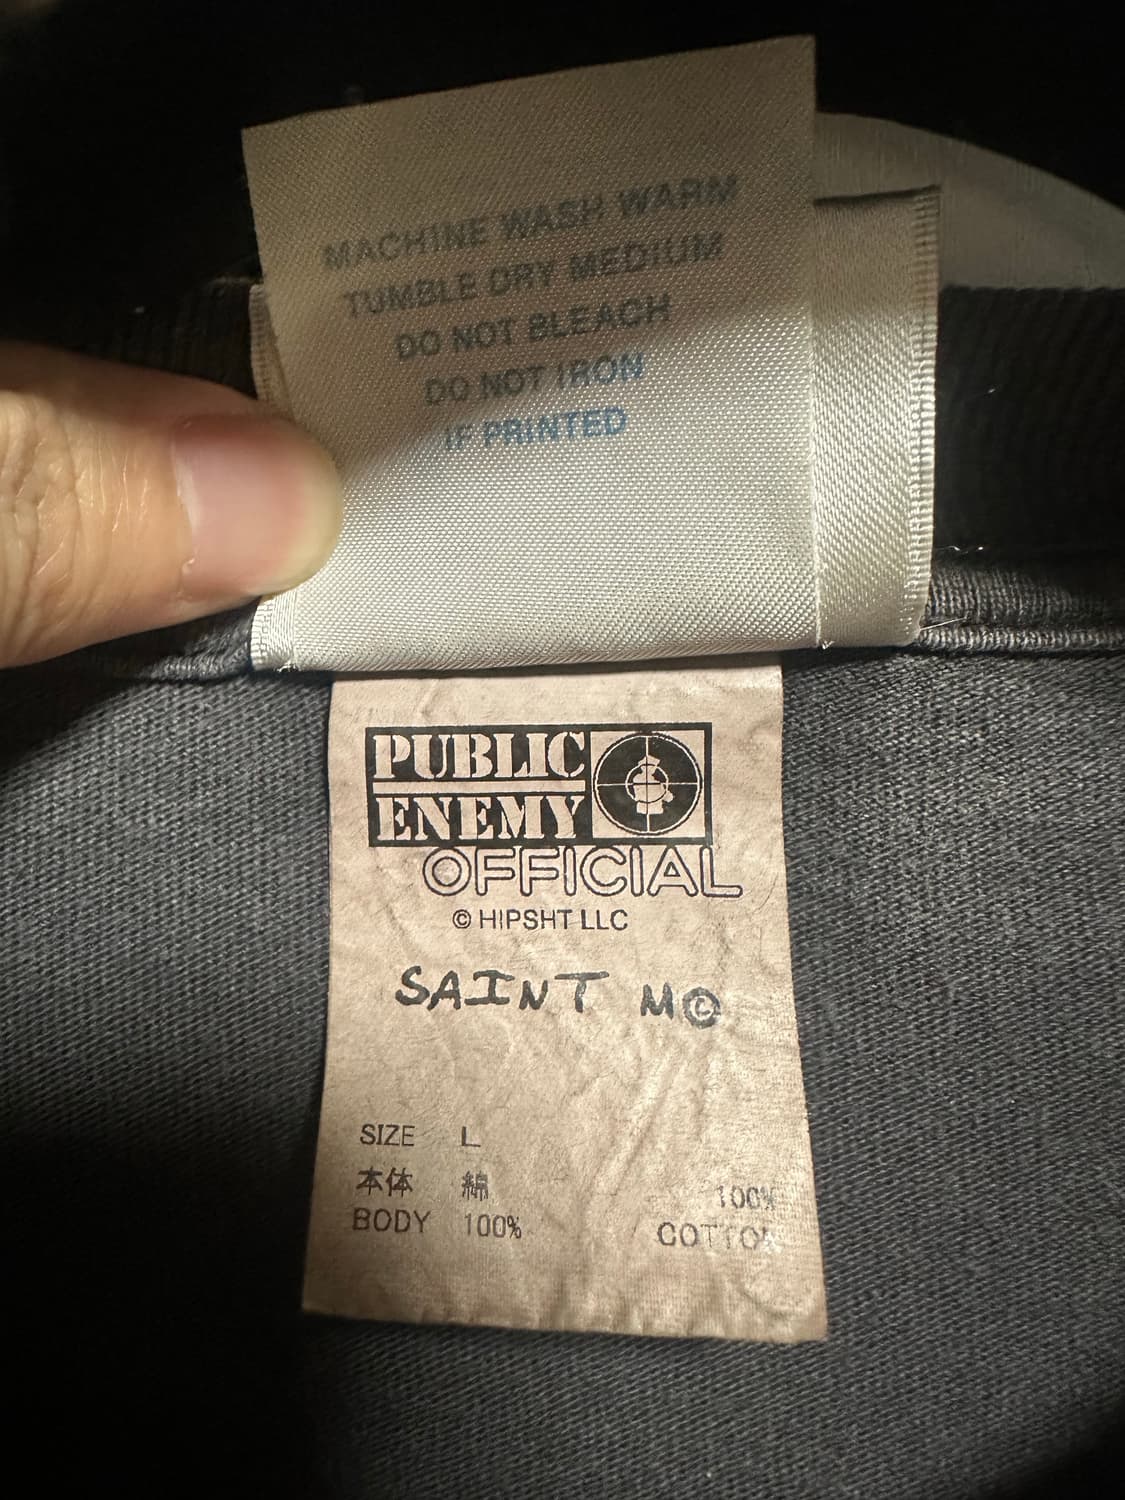 MACHINE WASH WARM
TUMBLE DRY MEDIUM
DO NOT BLEACH
DO NOT IRON
IF PRINTED
PUBLIC
ENEMY
OFFICIAL
© HIPSHT LLC
SAINT M©
SIZE L
本体 綿 100%
BODY 100% COTTON